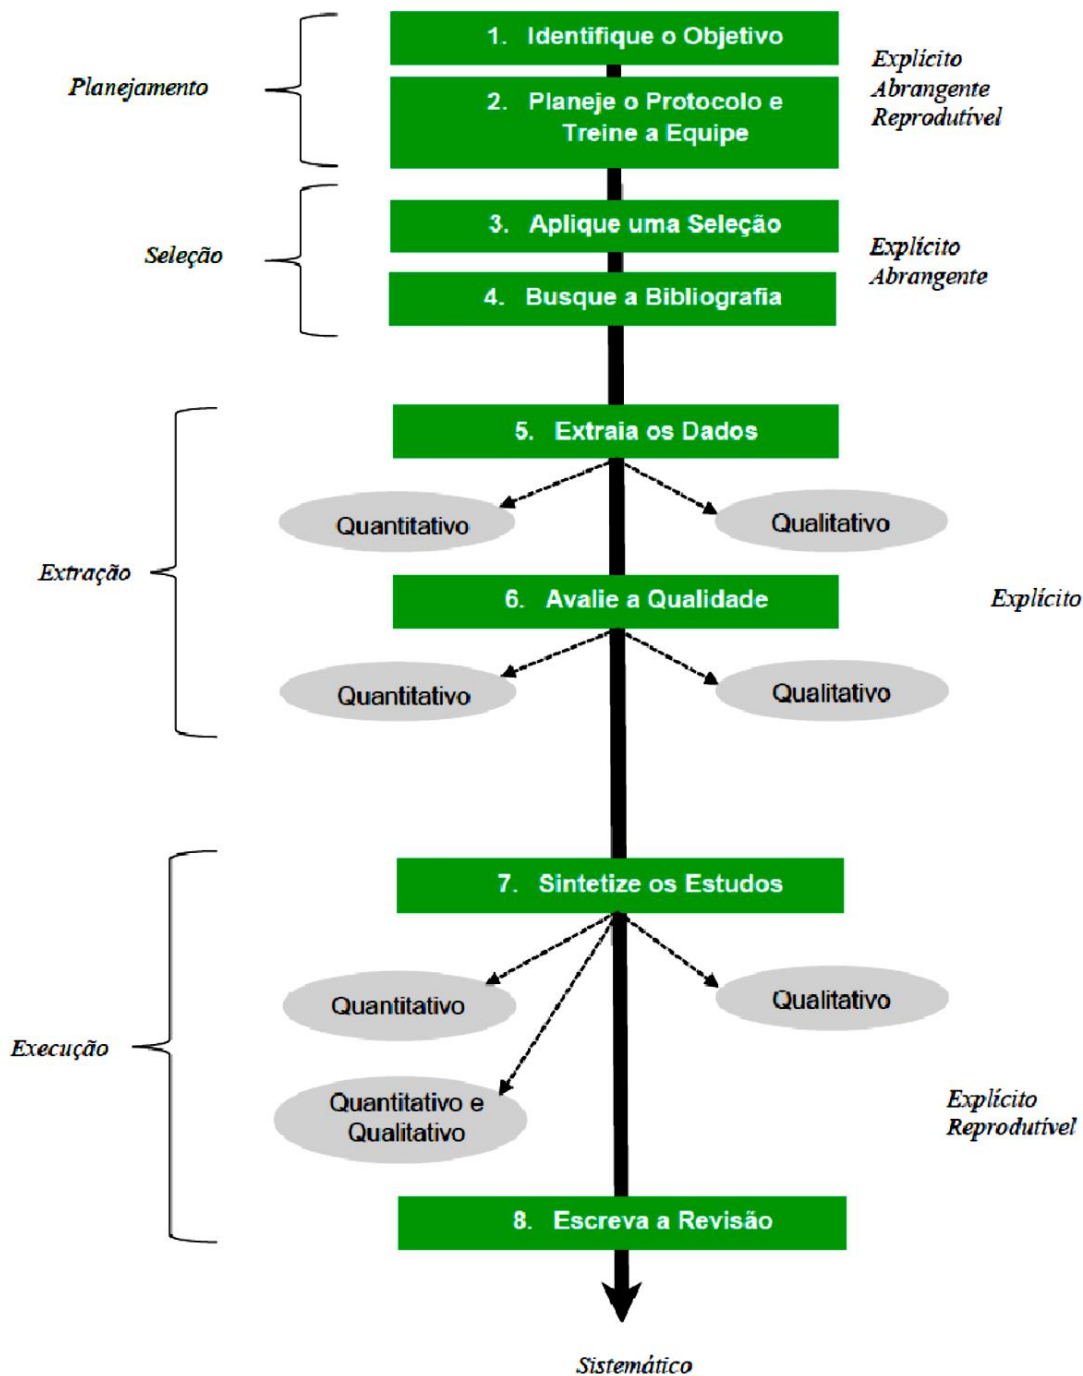 1. Identifique o Objetivo
Planejamento
Explícito
Abrangente
Reprodutível
2. Planeje o Protocolo e
Treine a Equipe
3. Aplique uma Seleção
Seleção
Explícito
Abrangente
4. Busque a Bibliografia
5. Extraia os Dados
Quantitativo
Qualitativo
Extração
6. Avalie a Qualidade
Explícito
Quantitativo
Qualitativo
7. Sintetize os Estudos
Quantitativo
Qualitativo
Execução
Quantitativo e
Qualitativo
Explícito
Reprodutível
8. Escreva a Revisão
Sistemático